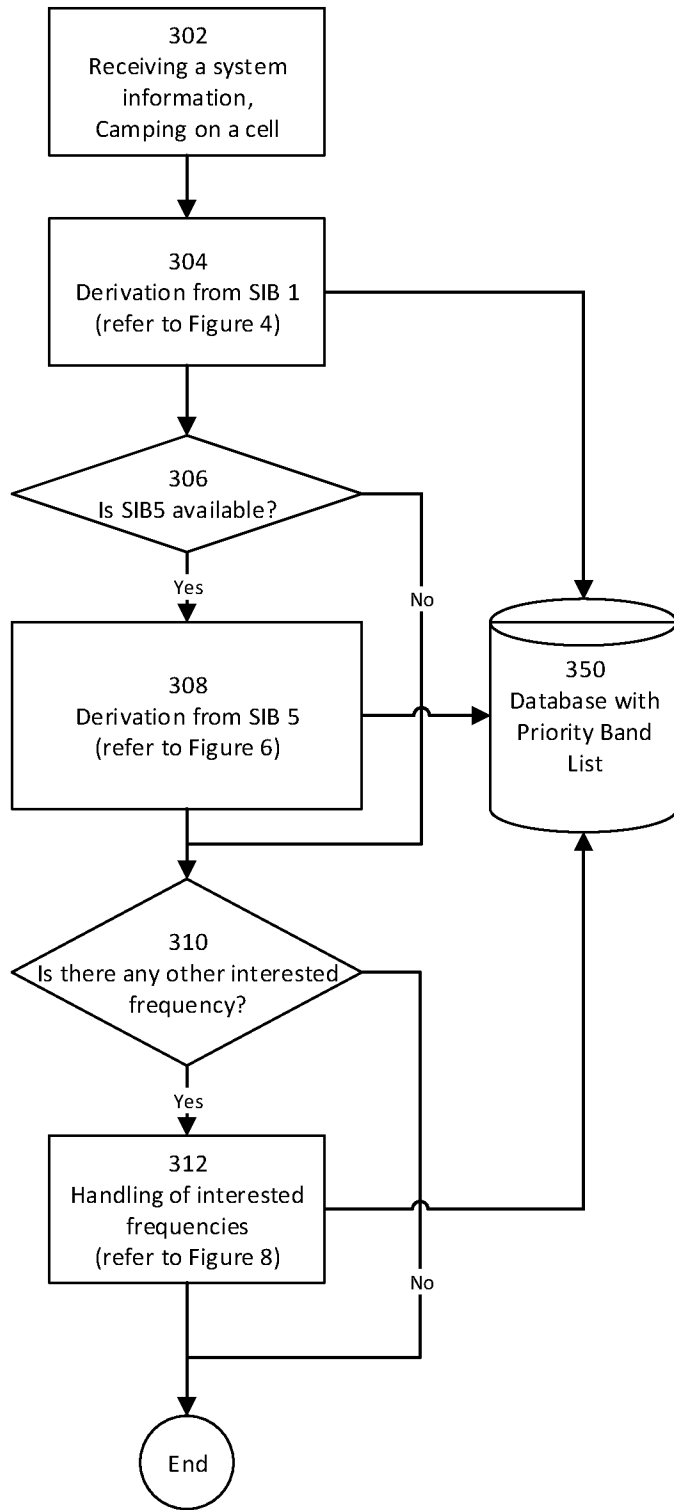 302
Receiving a system
information,
Camping on a cell
304
Derivation from SIB 1
(refer to Figure 4)
306
Is SIB5 available?
Yes
No
308
Derivation from SIB 5
(refer to Figure 6)
350
Database with
Priority Band
List
310
Is there any other interested
frequency?
Yes
312
Handling of interested
frequencies
(refer to Figure 8)
No
End